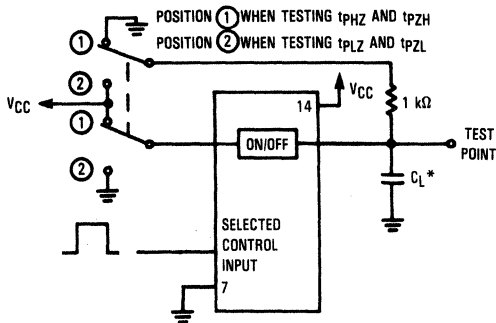 POSITION ① WHEN TESTING tPHZ AND tPZH
POSITION ② WHEN TESTING tPLZ AND tPZL
①
②
VCC
①
②
14
VCC
1 kΩ
ON/OFF
TEST
POINT
CL*
SELECTED
CONTROL
INPUT
7